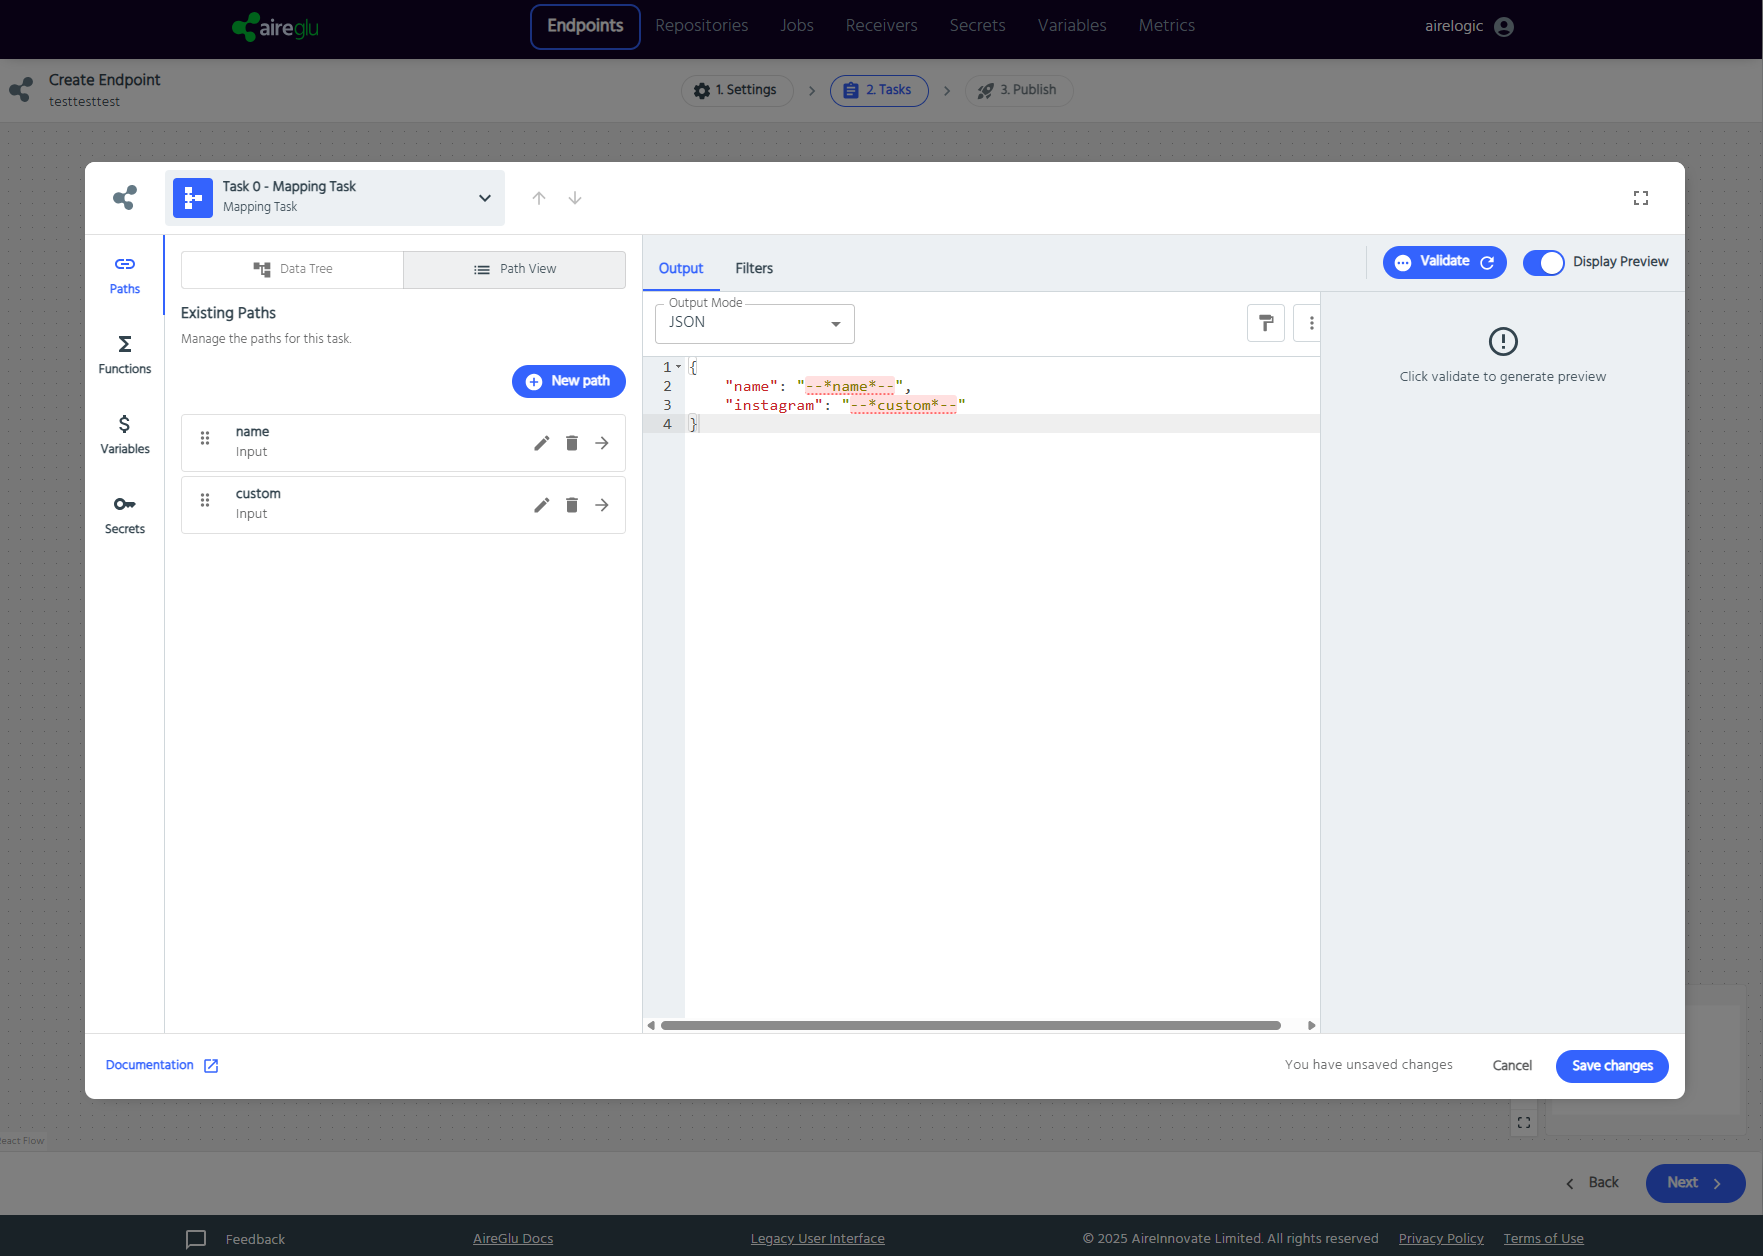 aireglu
Endpoints
Repositories
Jobs
Receivers
Secrets
Variables
Metrics
airelogic
Create Endpoint
testtesttest
1. Settings
2. Tasks
3. Publish
Task 0 - Mapping Task
Mapping Task
Paths
Functions
Variables
Secrets
Data Tree
Path View
Existing Paths
Manage the paths for this task.
New path
name
Input
custom
Input
Output
Filters
Validate
Display Preview
Output Mode
JSON
1 {
2 "name": "--*name*--",
3 "instagram": "--*custom*--"
4 }
Click validate to generate preview
Documentation
You have unsaved changes
Cancel
Save changes
React Flow
Back
Next
Feedback
AireGlu Docs
Legacy User Interface
© 2025 AireInnovate Limited. All rights reserved
Privacy Policy
Terms of Use